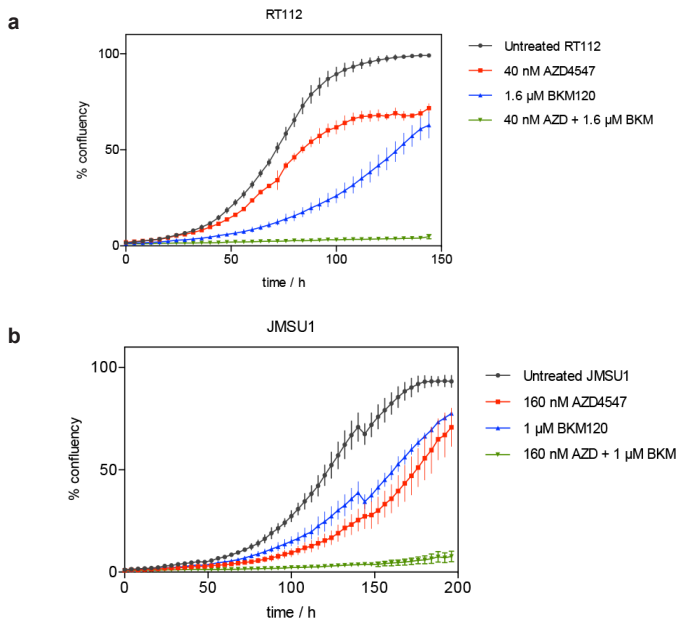 a
RT112
100
50
0
0
50
100
150
% confluency
time / h
Untreated RT112
40 nM AZD4547
1.6 µM BKM120
40 nM AZD + 1.6 µM BKM
b
JMSU1
100
50
0
0
50
100
150
200
% confluency
time / h
Untreated JMSU1
160 nM AZD4547
1 µM BKM120
160 nM AZD + 1 µM BKM